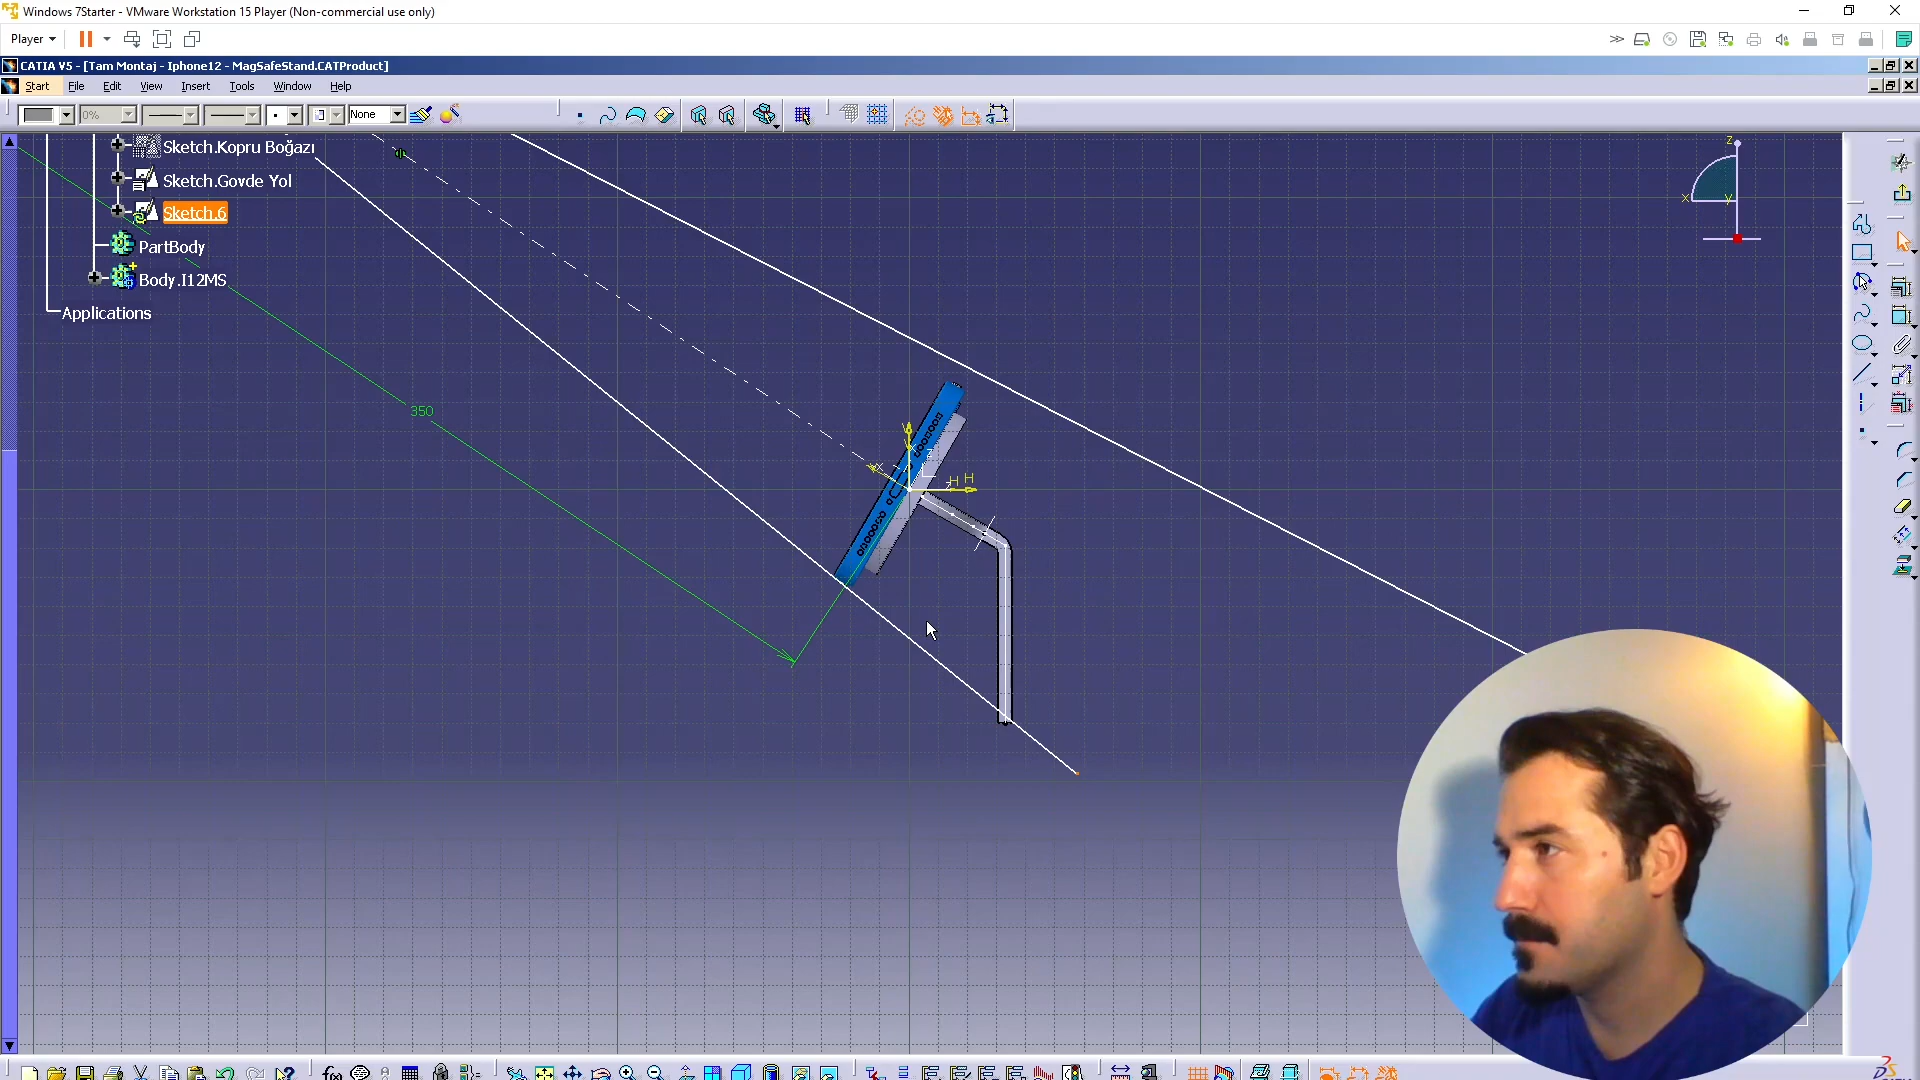 Windows 7Starter - VMware Workstation 15 Player (Non-commercial use only)
Player
CATIA V5 - [Tam Montaj - Iphone12 - MagSafeStand.CATProduct]
Start File Edit View Insert Tools Window Help
0%
None
Sketch.Kopru Boğazı
Sketch.Govde Yol
Sketch.6
PartBody
Body.I12MS
Applications
350
H
H
z
x
y
f(x)